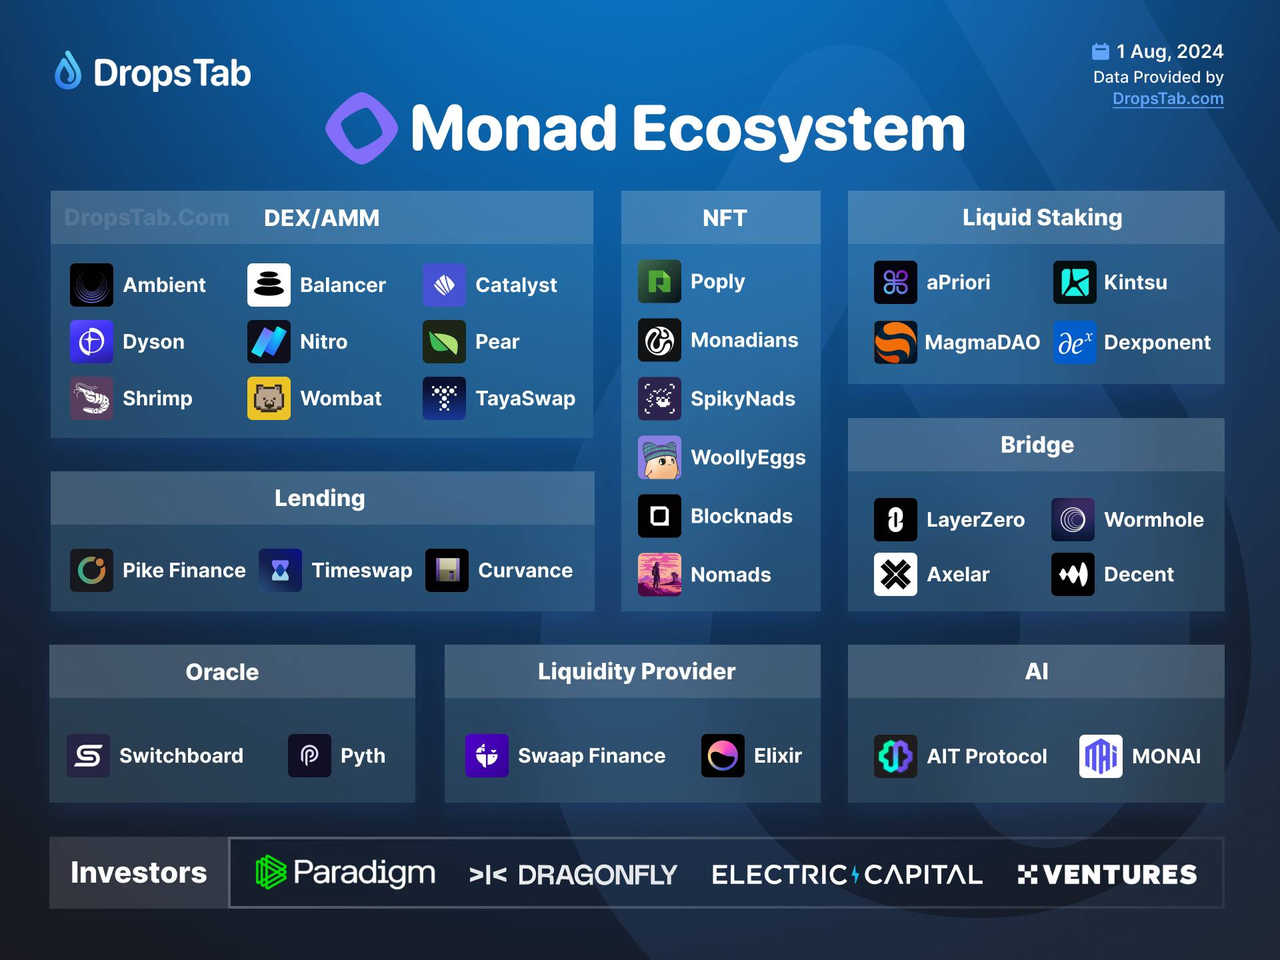 DropsTab
1 Aug, 2024
Data Provided by
DropsTab.com
Monad Ecosystem
DropsTab.Com
DEX/AMM
Ambient
Balancer
Catalyst
Dyson
Nitro
Pear
Shrimp
Wombat
TayaSwap
NFT
Poply
Monadians
SpikyNads
WoollyEggs
Blocknads
Nomads
Liquid Staking
aPriori
Kintsu
MagmaDAO
∂eˣ
Dexponent
Lending
Pike Finance
Timeswap
Curvance
Bridge
LayerZero
Wormhole
Axelar
Decent
Oracle
Switchboard
Pyth
Liquidity Provider
Swaap Finance
Elixir
AI
AIT Protocol
MONAI
Investors
Paradigm
DRAGONFLY
ELECTRIC CAPITAL
VENTURES